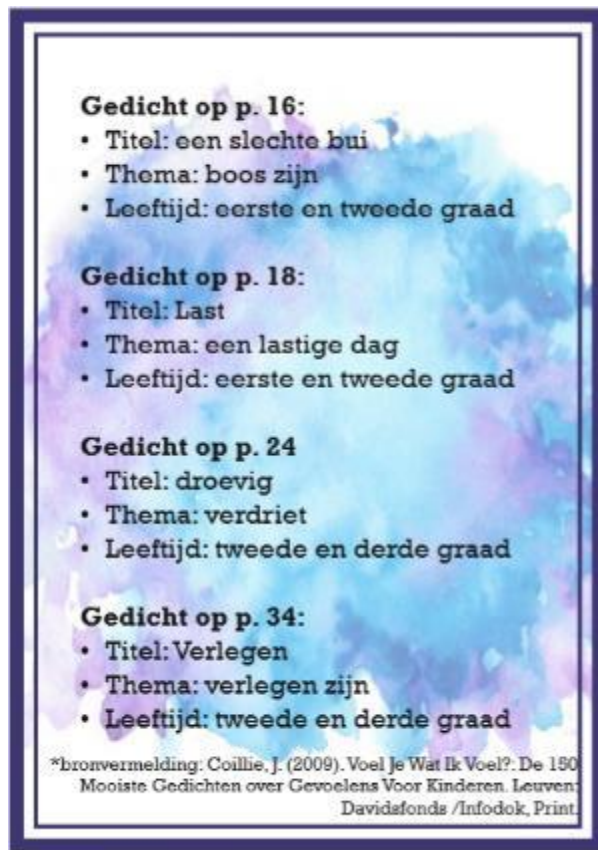 Gedicht op p. 16:
• Titel: een slechte bui
• Thema: boos zijn
• Leeftijd: eerste en tweede graad
Gedicht op p. 18:
• Titel: Last
• Thema: een lastige dag
• Leeftijd: eerste en tweede graad
Gedicht op p. 24
• Titel: droevig
• Thema: verdriet
• Leeftijd: tweede en derde graad
Gedicht op p. 34:
• Titel: Verlegen
• Thema: verlegen zijn
• Leeftijd: tweede en derde graad
*bronvermelding: Coillie, J. (2009). Voel Je Wat Ik Voel?: De 150
Mooiste Gedichten over Gevoelens Voor Kinderen. Leuven:
Davidsfonds /Infodok, Print.